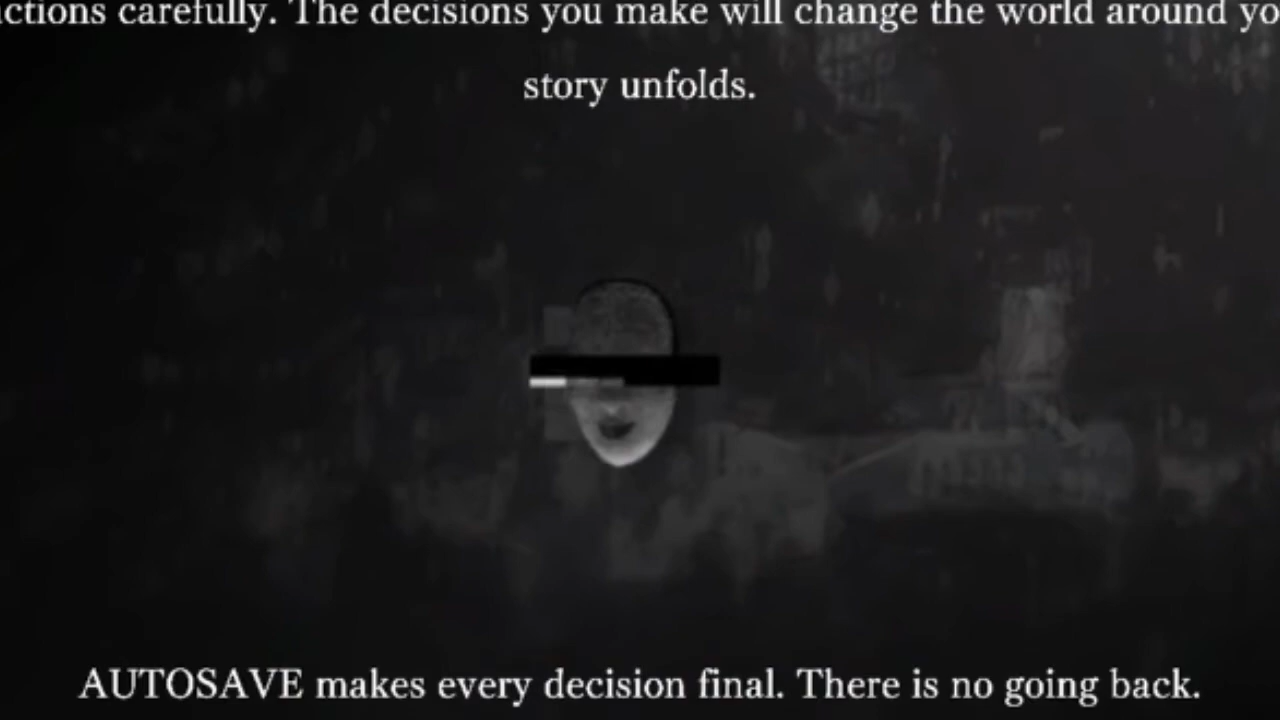 ctions carefully. The decisions you make will change the world around yo
story unfolds.
AUTOSAVE makes every decision final. There is no going back.